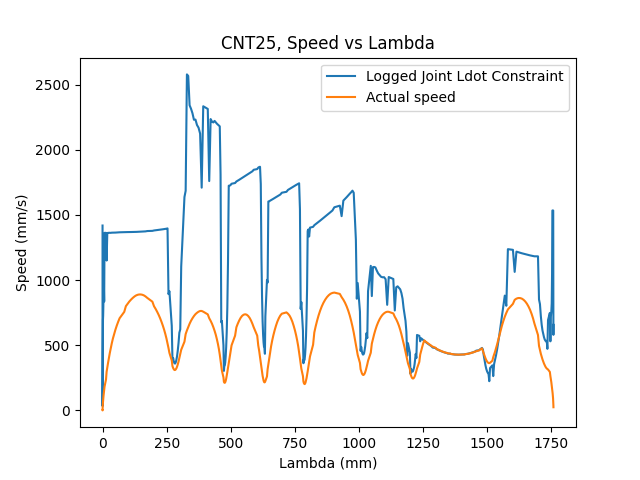 CNT25, Speed vs Lambda
Logged Joint Ldot Constraint
Actual speed
2500
2000
1500
1000
500
0
Speed (mm/s)
0 250 500 750 1000 1250 1500 1750
Lambda (mm)